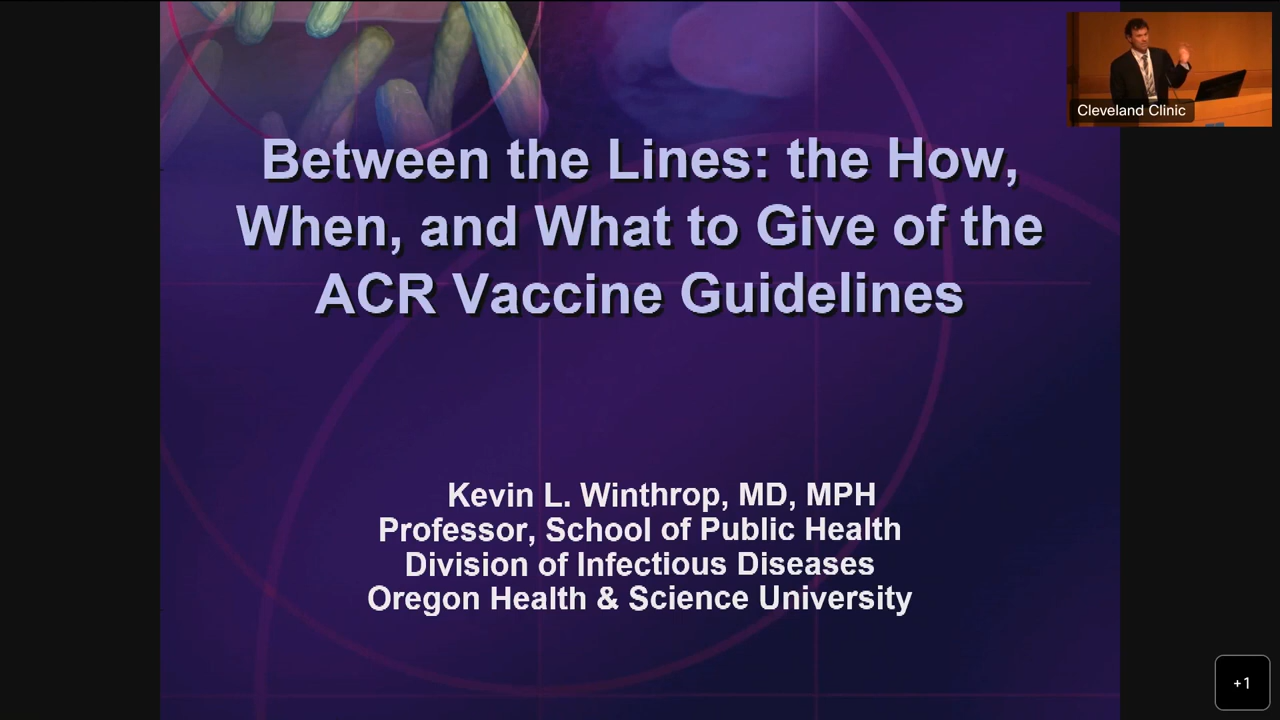 Cleveland Clinic
Between the Lines: the How,
When, and What to Give of the
ACR Vaccine Guidelines
Kevin L. Winthrop, MD, MPH
Professor, School of Public Health
Division of Infectious Diseases
Oregon Health & Science University
+1